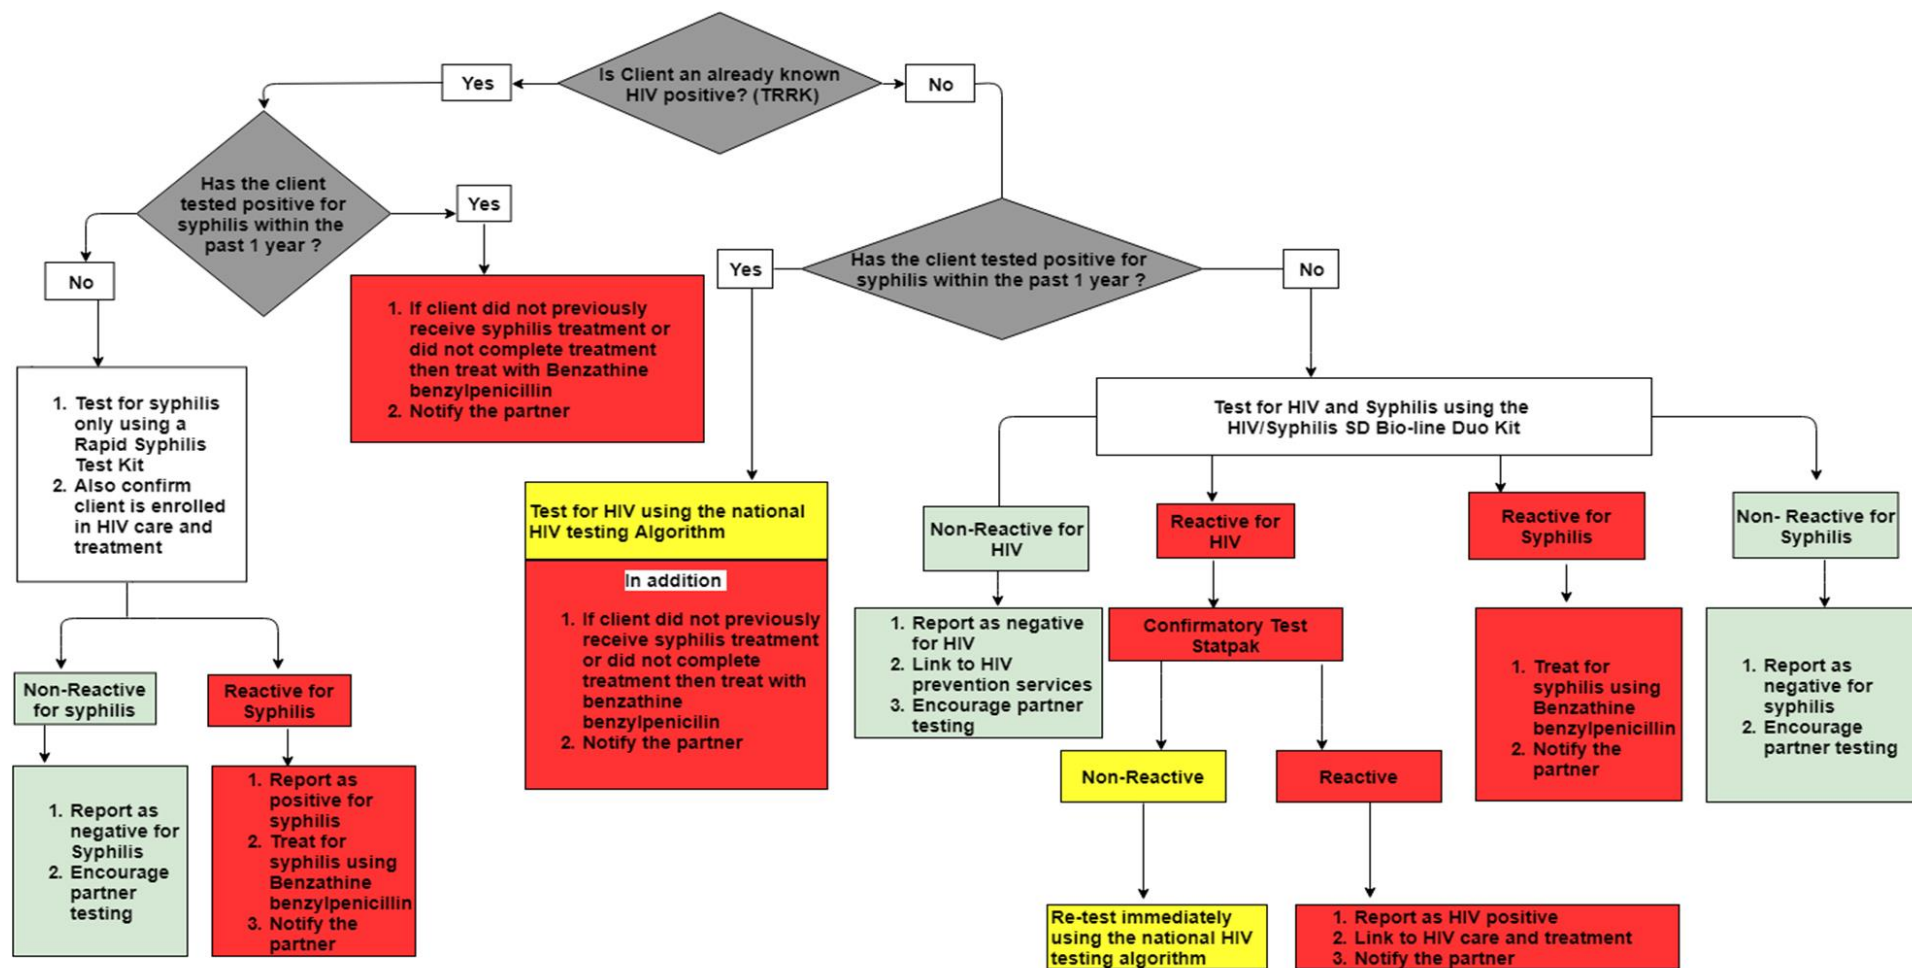 Is Client an already known
HIV positive? (TRRK)
Yes
No
Has the client
tested positive for
syphilis within the
past 1 year ?
Yes
No
1. If client did not previously
receive syphilis treatment or
did not complete treatment
then treat with Benzathine
benzylpenicillin
2. Notify the partner
1. Test for syphilis
only using a
Rapid Syphilis
Test Kit
2. Also confirm
client is enrolled
in HIV care and
treatment
Non-Reactive
for syphilis
Reactive for
Syphilis
1. Report as
negative for
Syphilis
2. Encourage
partner
testing
1. Report as
positive for
syphilis
2. Treat for
syphilis using
Benzathine
benzylpenicillin
3. Notify the
partner
Has the client tested positive for
syphilis within the past 1 year ?
Yes
No
Test for HIV using the national
HIV testing Algorithm
In addition
1. If client did not previously
receive syphilis treatment
or did not complete
treatment then treat with
benzathine
benzylpenicilin
2. Notify the partner
Test for HIV and Syphilis using the
HIV/Syphilis SD Bio-line Duo Kit
Non-Reactive for
HIV
Reactive for
HIV
Reactive for
Syphilis
Non- Reactive for
Syphilis
1. Report as negative
for HIV
2. Link to HIV
prevention services
3. Encourage partner
testing
Confirmatory Test
Statpak
1. Treat for
syphilis using
Benzathine
benzylpenicillin
2. Notify the
partner
1. Report as
negative for
syphilis
2. Encourage
partner testing
Non-Reactive
Reactive
Re-test immediately
using the national HIV
testing algorithm
1. Report as HIV positive
2. Link to HIV care and treatment
3. Notify the partner